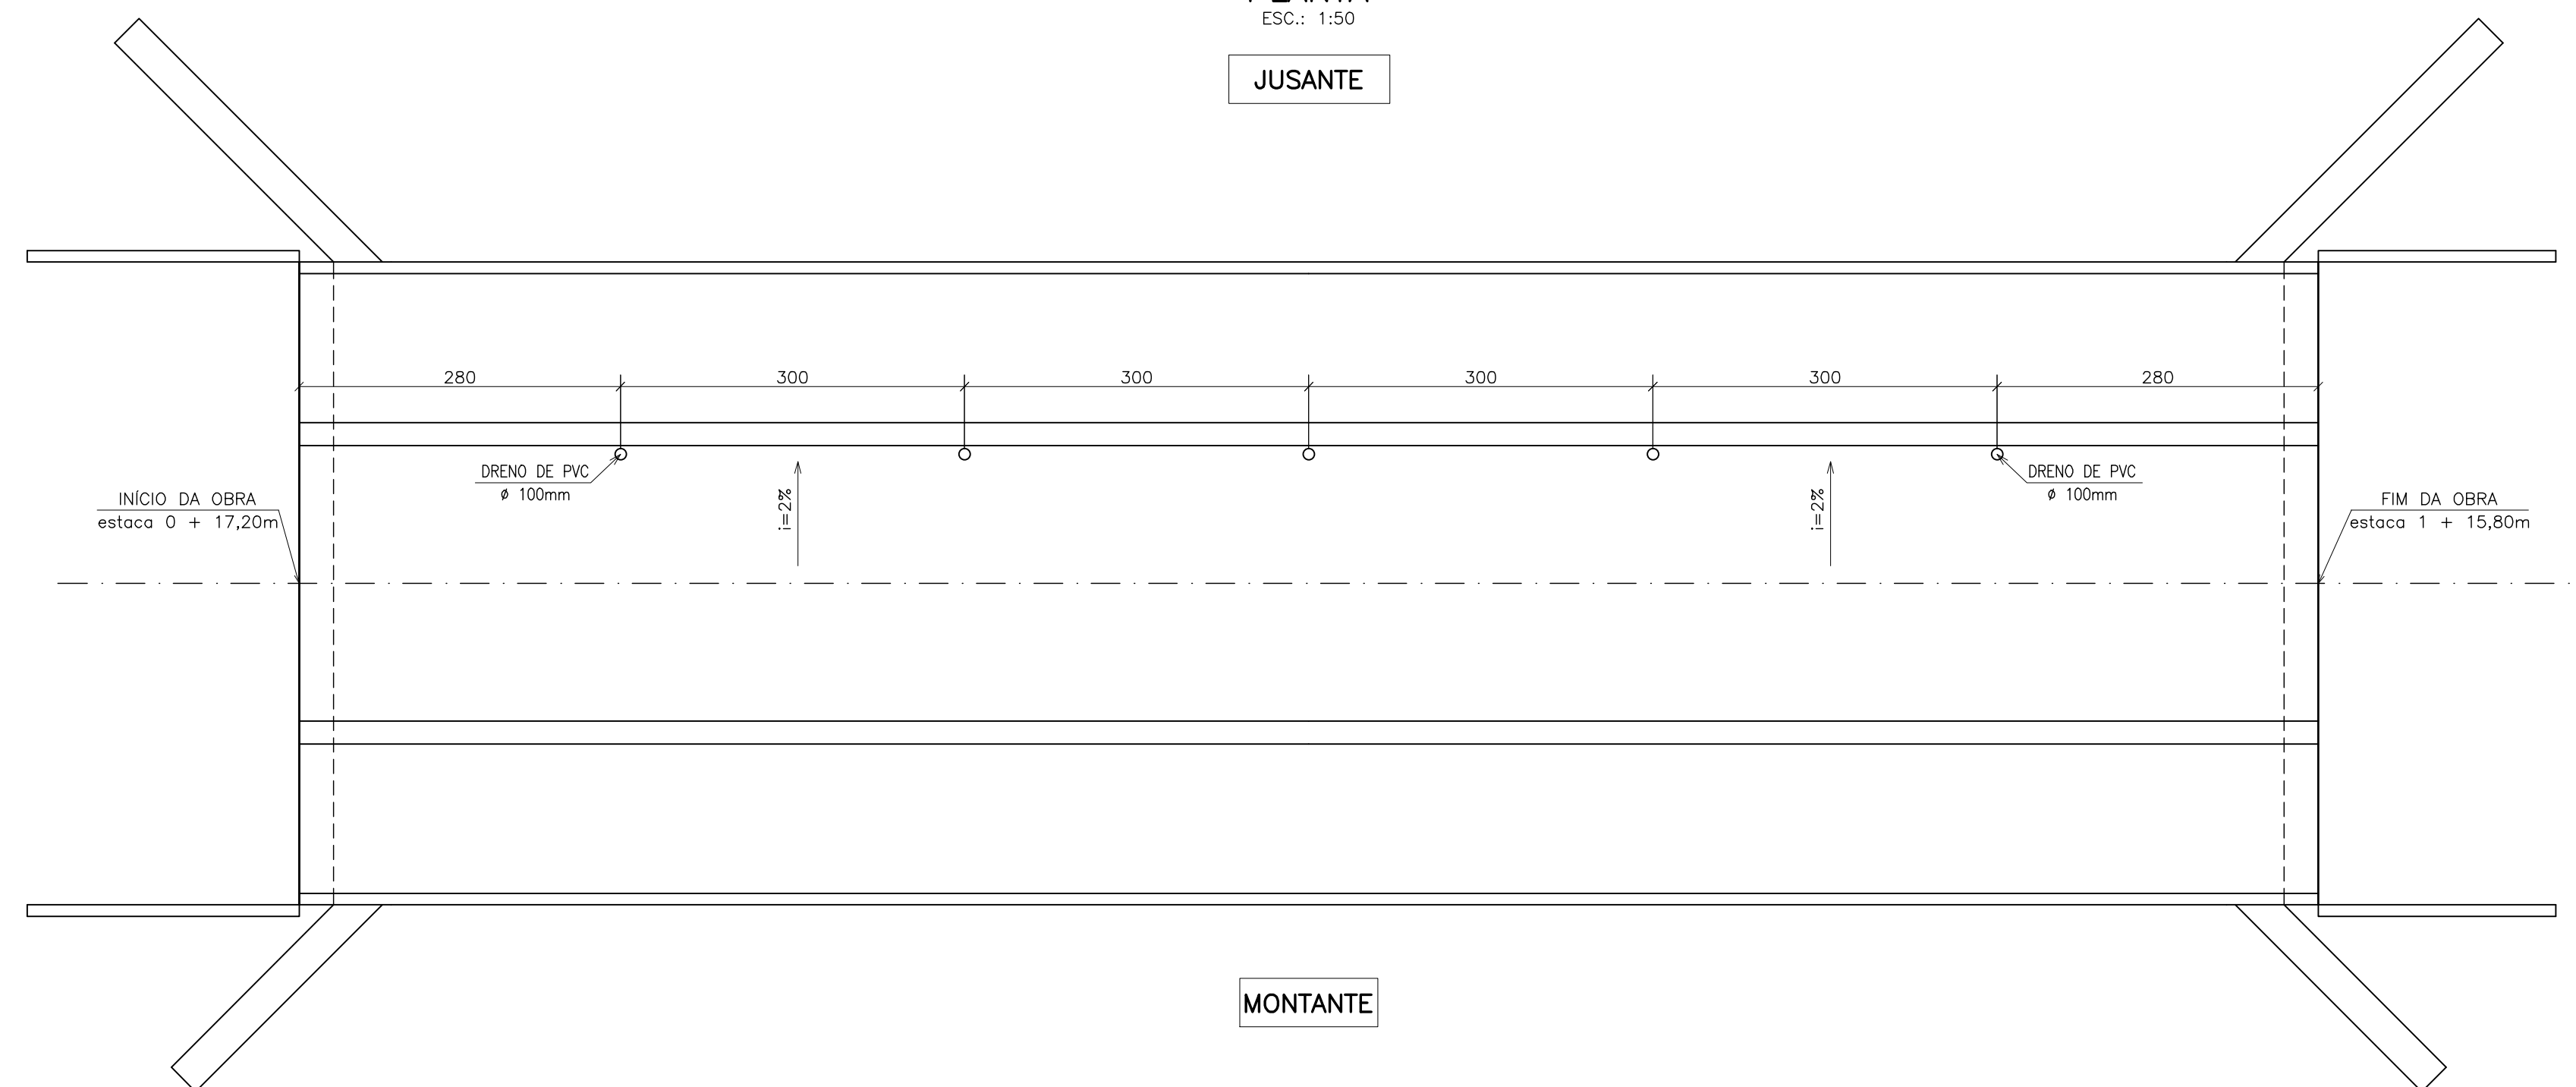 ESC.: 1:50
JUSANTE
280 300 300 300 300 280
DRENO DE PVC
ø 100mm
i=2%
i=2%
DRENO DE PVC
ø 100mm
INÍCIO DA OBRA
estaca 0 + 17,20m
FIM DA OBRA
estaca 1 + 15,80m
MONTANTE